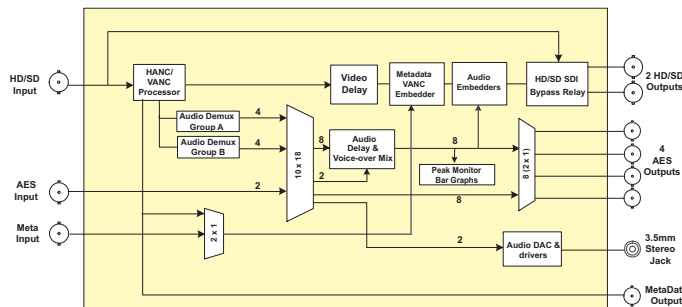 HD/SD
Input
HANC/
VANC
Processor
Video
Delay
Metadata
VANC
Embedder
Audio
Embedders
HD/SD SDI
Bypass Relay
2 HD/SD
Outputs
Audio Demux
Group A
4
Audio Demux
Group B
4
10 x 18
8
2
Audio
Delay &
Voice-over Mix
8
Peak Monitor
Bar Graphs
8 (2 x 1)
4
AES
Outputs
AES
Input
2
8
Meta
Input
2 x 1
2
Audio DAC &
drivers
3.5mm
Stereo
Jack
MetaData
Output